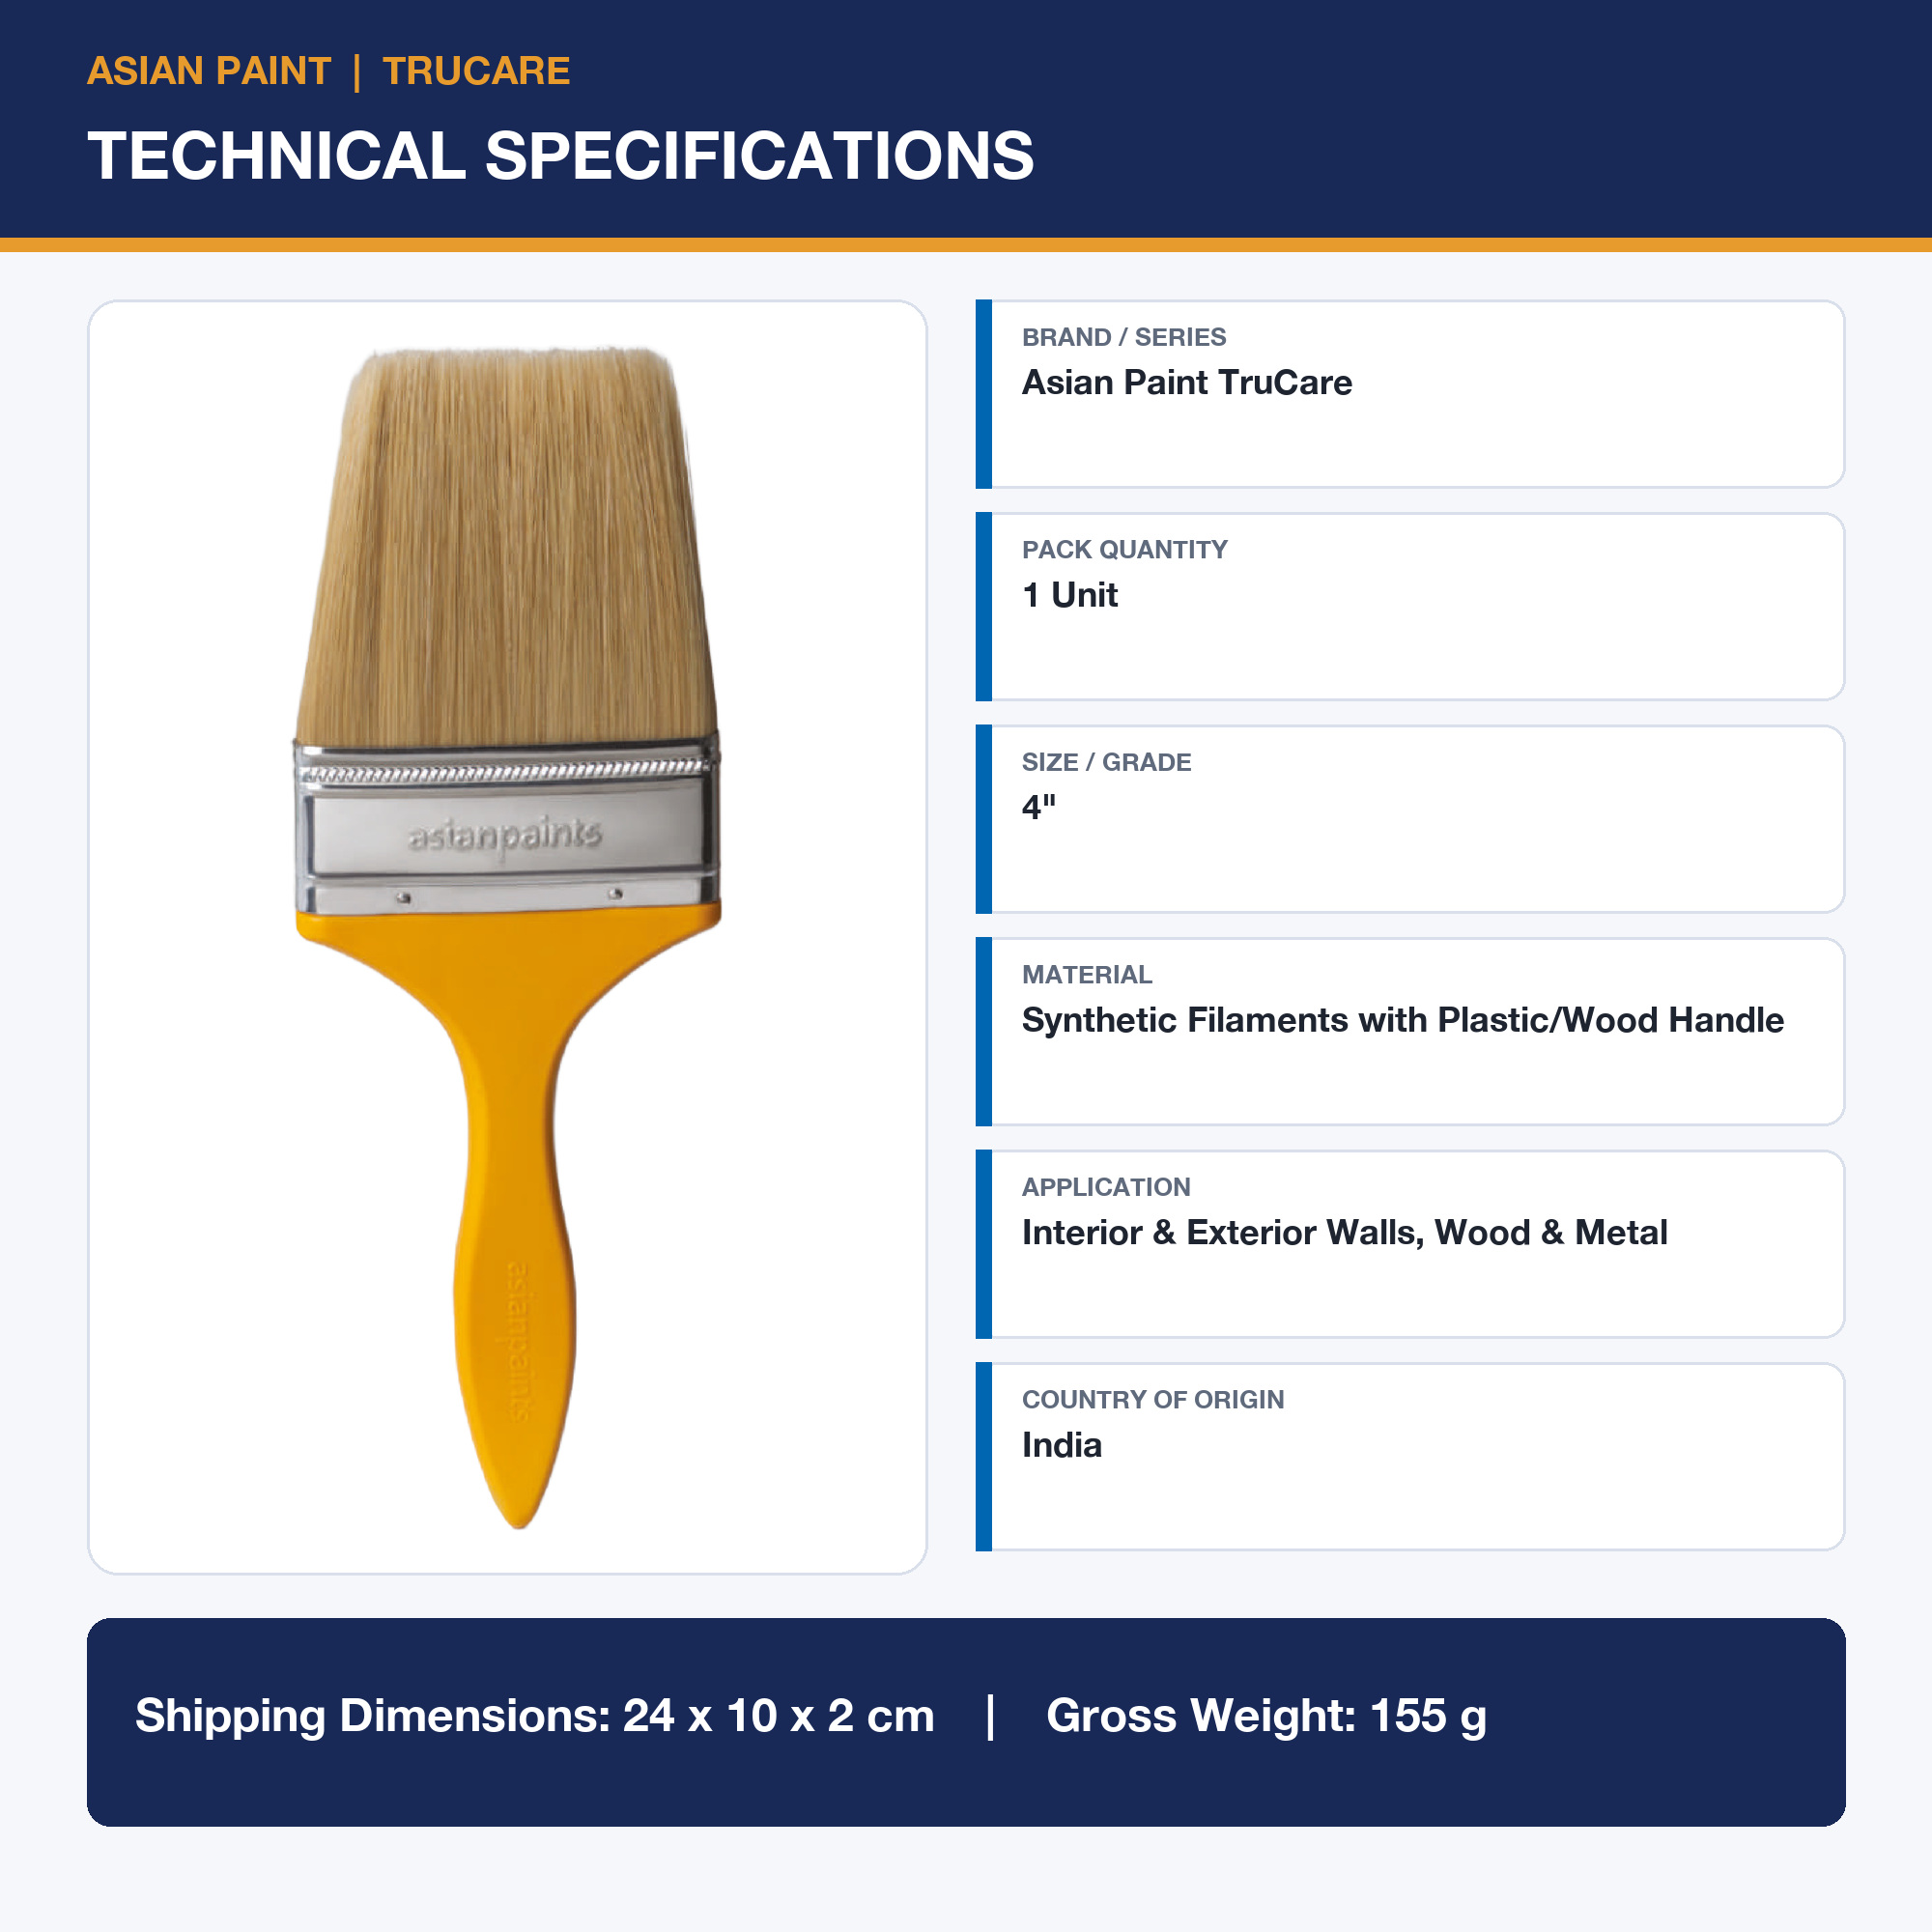 ASIAN PAINT | TRUCARE
TECHNICAL SPECIFICATIONS
asianpaints
asianpaints
BRAND / SERIES
Asian Paint TruCare
PACK QUANTITY
1 Unit
SIZE / GRADE
4"
MATERIAL
Synthetic Filaments with Plastic/Wood Handle
APPLICATION
Interior & Exterior Walls, Wood & Metal
COUNTRY OF ORIGIN
India
Shipping Dimensions: 24 x 10 x 2 cm | Gross Weight: 155 g